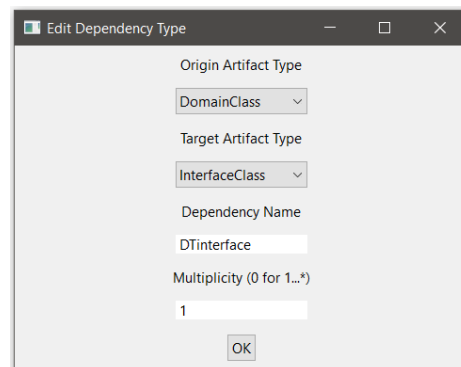 Edit Dependency Type
Origin Artifact Type
DomainClass
Target Artifact Type
InterfaceClass
Dependency Name
DTinterface
Multiplicity (0 for 1...*)
1
OK